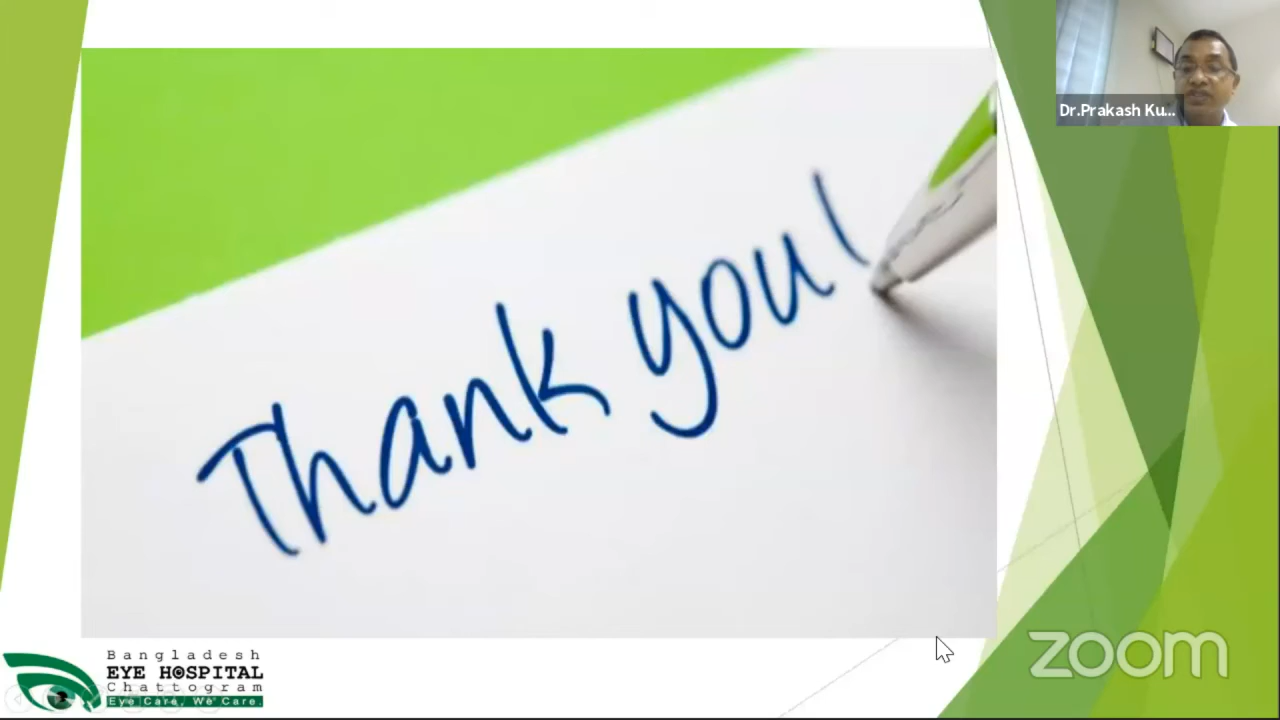 Dr.Prakash Ku...
Thank you!
Bangladesh
EYE HOSPITAL
Chattogram
Eye Care, We Care.
zoom